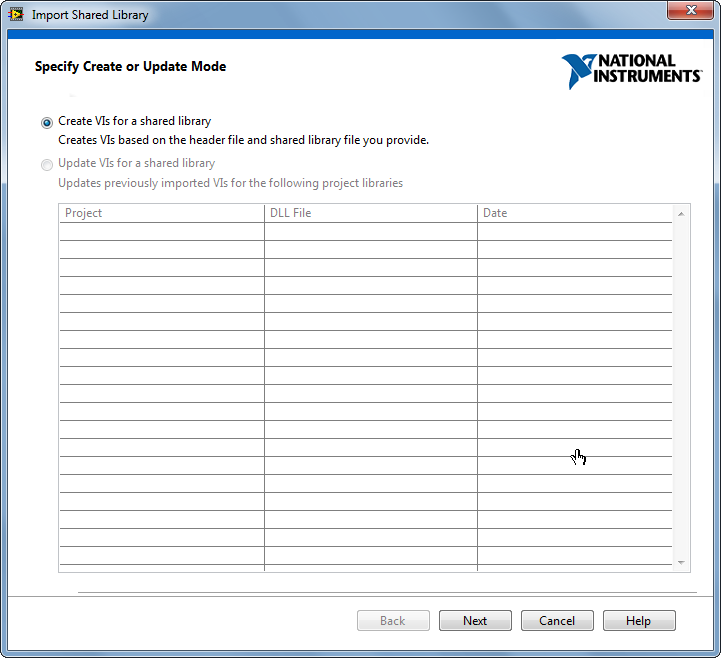 Import Shared Library
Specify Create or Update Mode
NATIONAL
INSTRUMENTS
Create VIs for a shared library
Creates VIs based on the header file and shared library file you provide.
Update VIs for a shared library
Updates previously imported VIs for the following project libraries
Project DLL File Date
Back Next Cancel Help